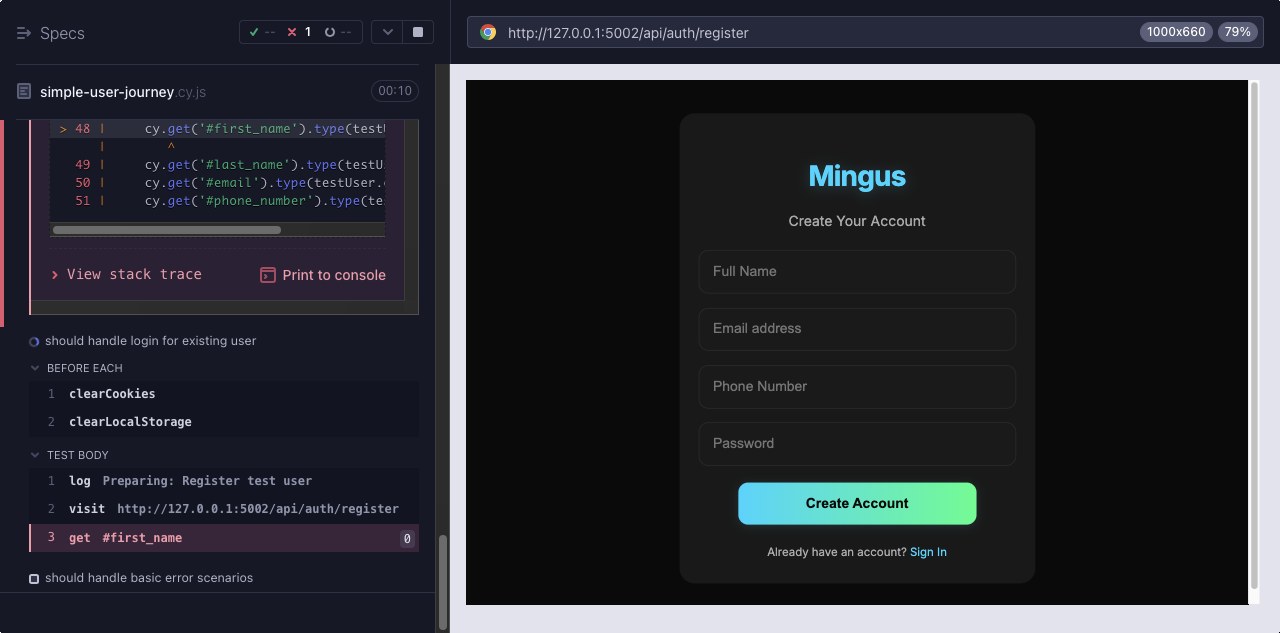 Specs
-- 1 --
simple-user-journey.cy.js 00:10
> 48 | cy.get('#first_name').type(test
| ^
49 | cy.get('#last_name').type(testU
50 | cy.get('#email').type(testUser.
51 | cy.get('#phone_number').type(te
View stack trace
Print to console
should handle login for existing user
BEFORE EACH
1 clearCookies
2 clearLocalStorage
TEST BODY
1 log Preparing: Register test user
2 visit http://127.0.0.1:5002/api/auth/register
3 get #first_name 0
should handle basic error scenarios
http://127.0.0.1:5002/api/auth/register
1000x660 79%
Mingus
Create Your Account
Full Name
Email address
Phone Number
Password
Create Account
Already have an account? Sign In